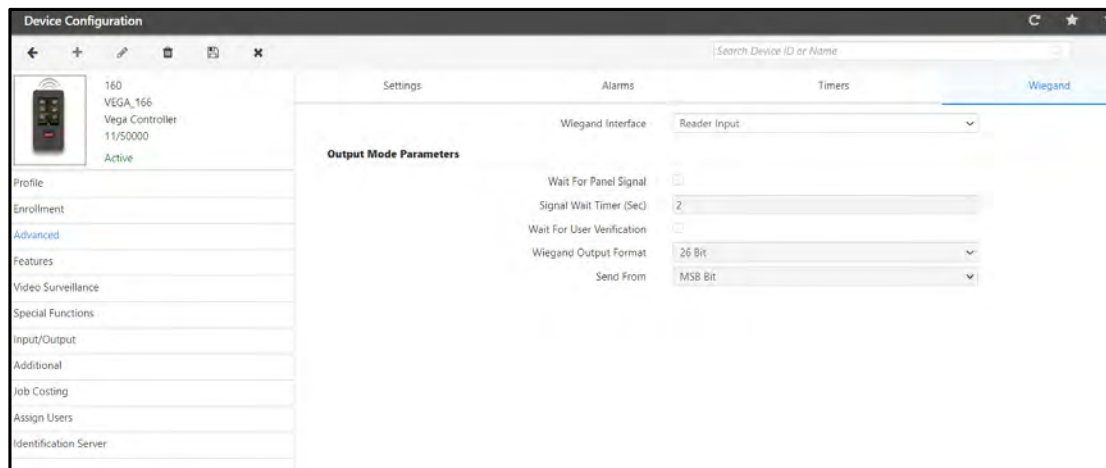 Device Configuration
Search Device ID or Name
160
VEGA_166
Vega Controller
11/50000
Active
Profile
Enrollment
Advanced
Features
Video Surveillance
Special Functions
Input/Output
Additional
Job Costing
Assign Users
Identification Server
Settings Alarms Timers Wiegand
Wiegand Interface Reader Input
Output Mode Parameters
Wait For Panel Signal
Signal Wait Timer (Sec) 2
Wait For User Verification
Wiegand Output Format 26 Bit
Send From MSB Bit